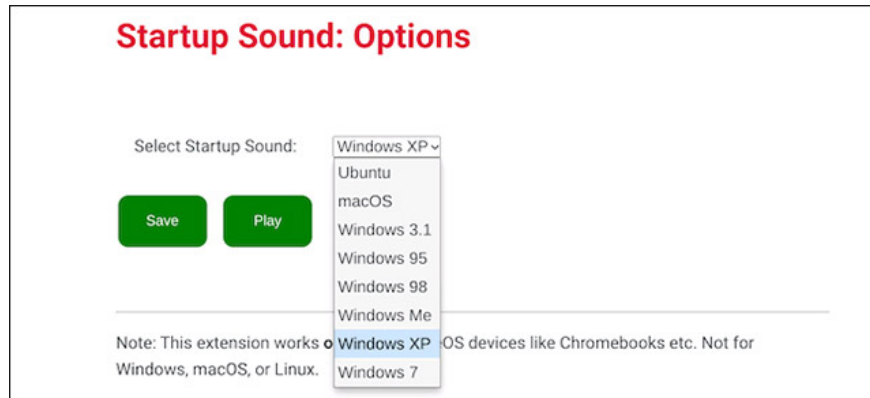 Startup Sound: Options
Select Startup Sound:
Windows XP
Ubuntu
macOS
Save
Play
Windows 3.1
Windows 95
Windows 98
Windows Me
Windows XP
Windows 7
Note: This extension works OS devices like Chromebooks etc. Not for
Windows, macOS, or Linux.